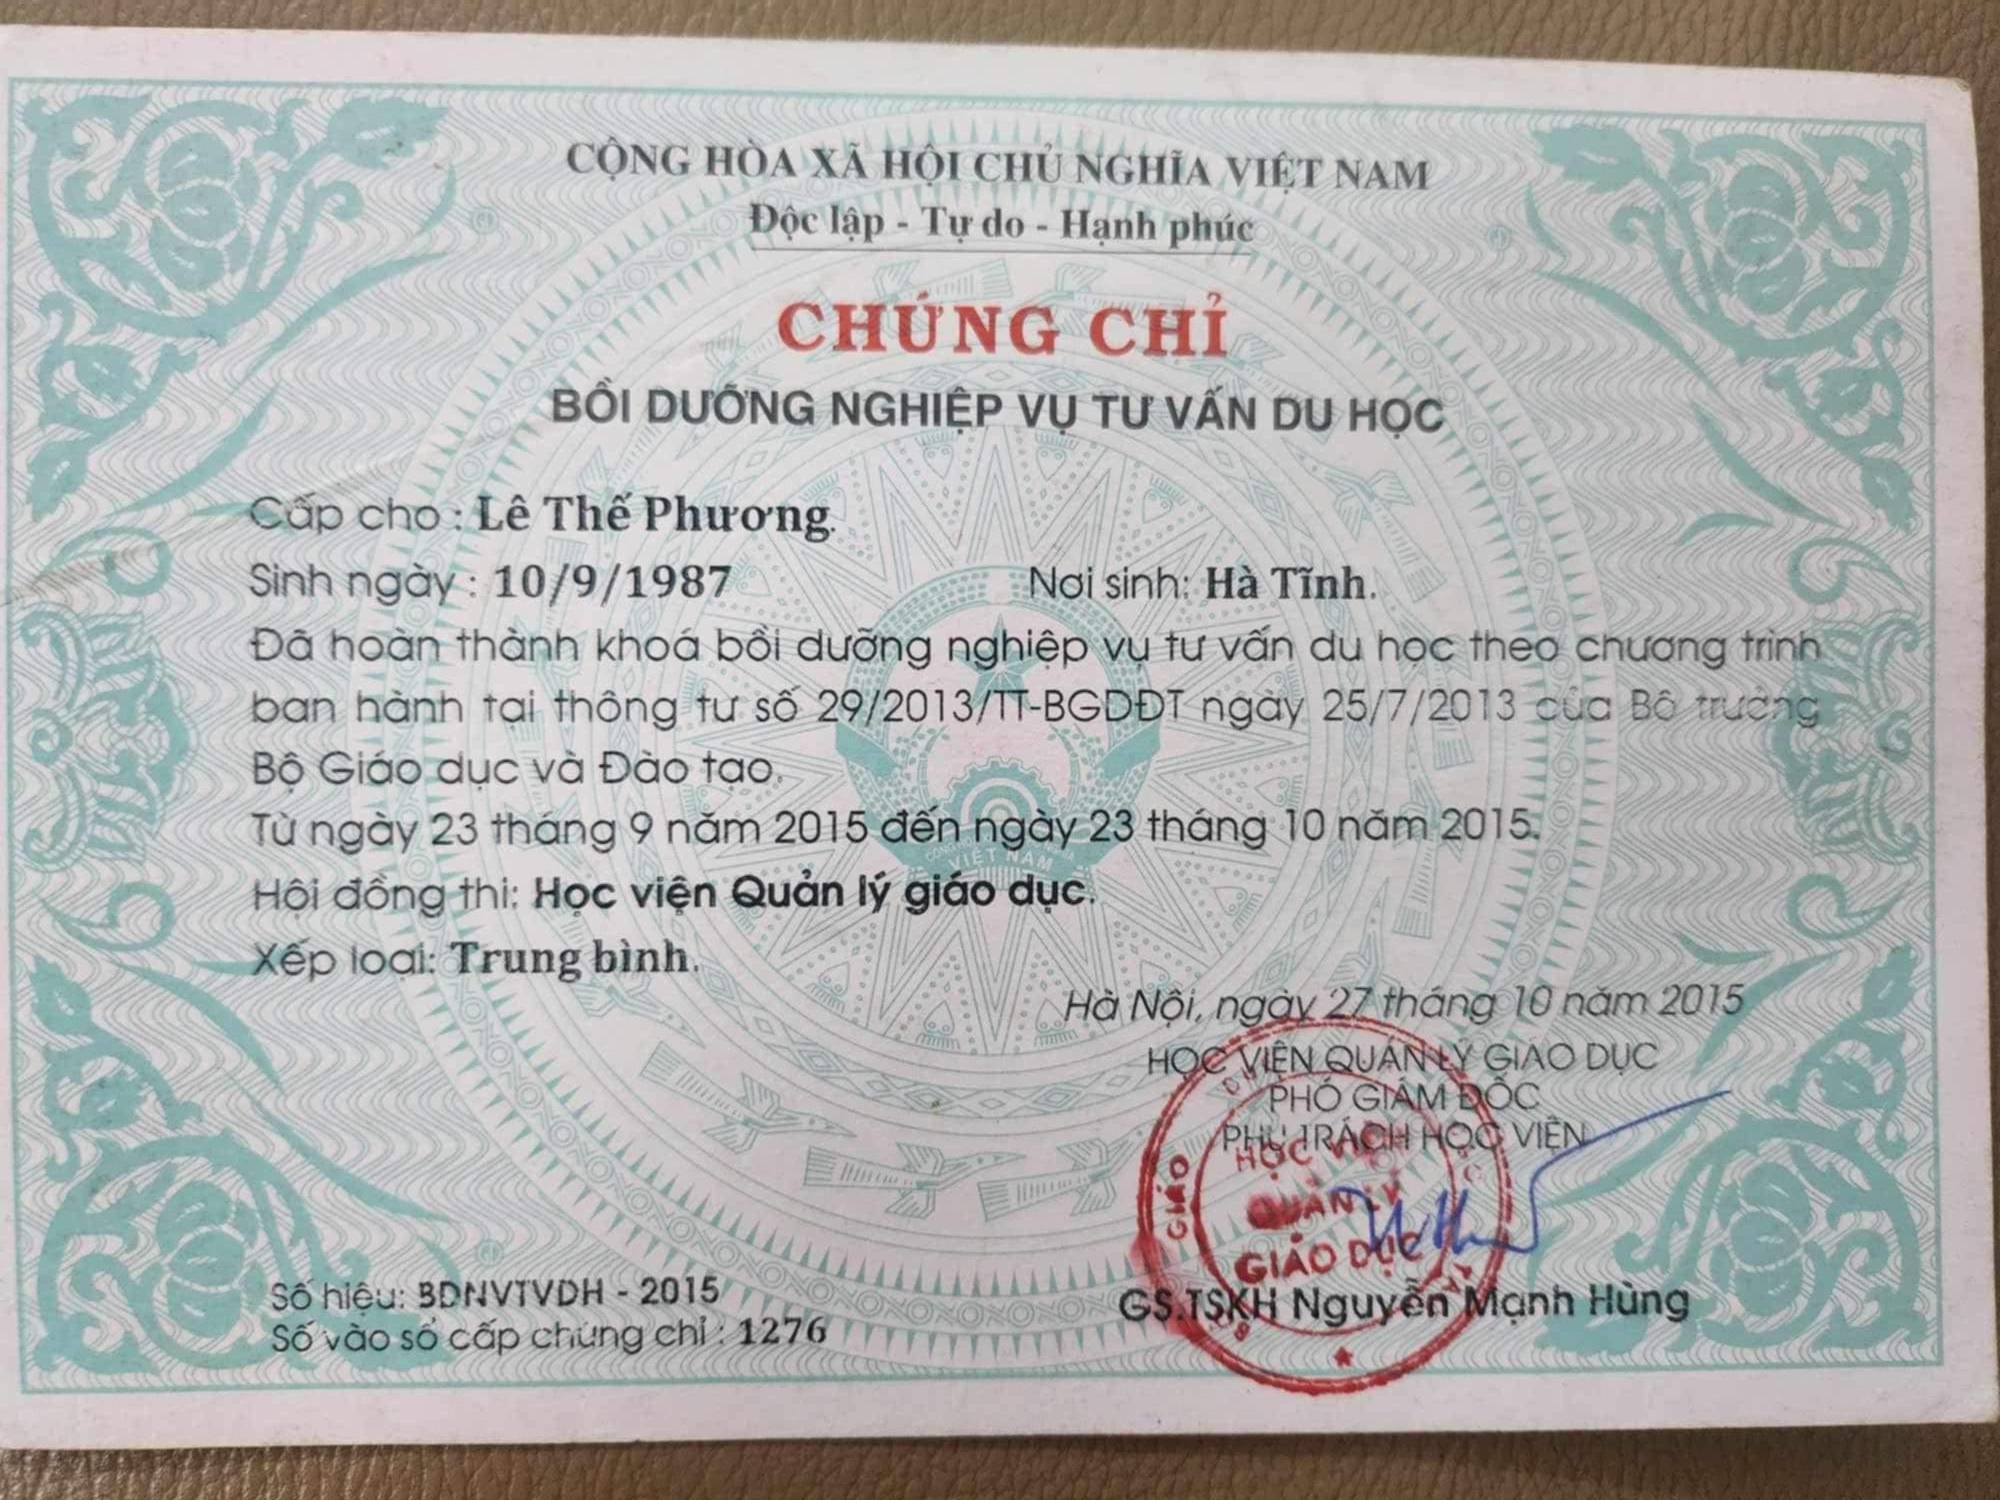 CỘNG HÒA XÃ HỘI CHỦ NGHĨA VIỆT NAM
Độc lập - Tự do - Hạnh phúc
CHỨNG CHỈ
BỒI DƯỠNG NGHIỆP VỤ TƯ VẤN DU HỌC
Cấp cho : Lê Thế Phương.
Sinh ngày : 10/9/1987 Nơi sinh: Hà Tĩnh.
Đã hoàn thành khoá bồi dưỡng nghiệp vụ tư vấn du học theo chương trình
ban hành tại thông tư số 29/2013/TT-BGDĐT ngày 25/7/2013 của Bộ trưởng
Bộ Giáo dục và Đào tạo.
VIỆT NAM
Từ ngày 23 tháng 9 năm 2015 đến ngày 23 tháng 10 năm 2015.
Hội đồng thi: Học viện Quản lý giáo dục.
Xếp loại: Trung bình.
Hà Nội, ngày 27 tháng 10 năm 2015
HỌC VIỆN QUẢN LÝ GIÁO DỤC
PHÓ GIÁM ĐỐC
PHỤ TRÁCH HỌC VIỆN
GIÁO
HỌC VIỆN
QUẢN LÝ
GIÁO DỤC
GS.TSKH Nguyễn Mạnh Hùng
Số hiệu: BDNVTVDH - 2015
Số vào sổ cấp chứng chỉ : 1276